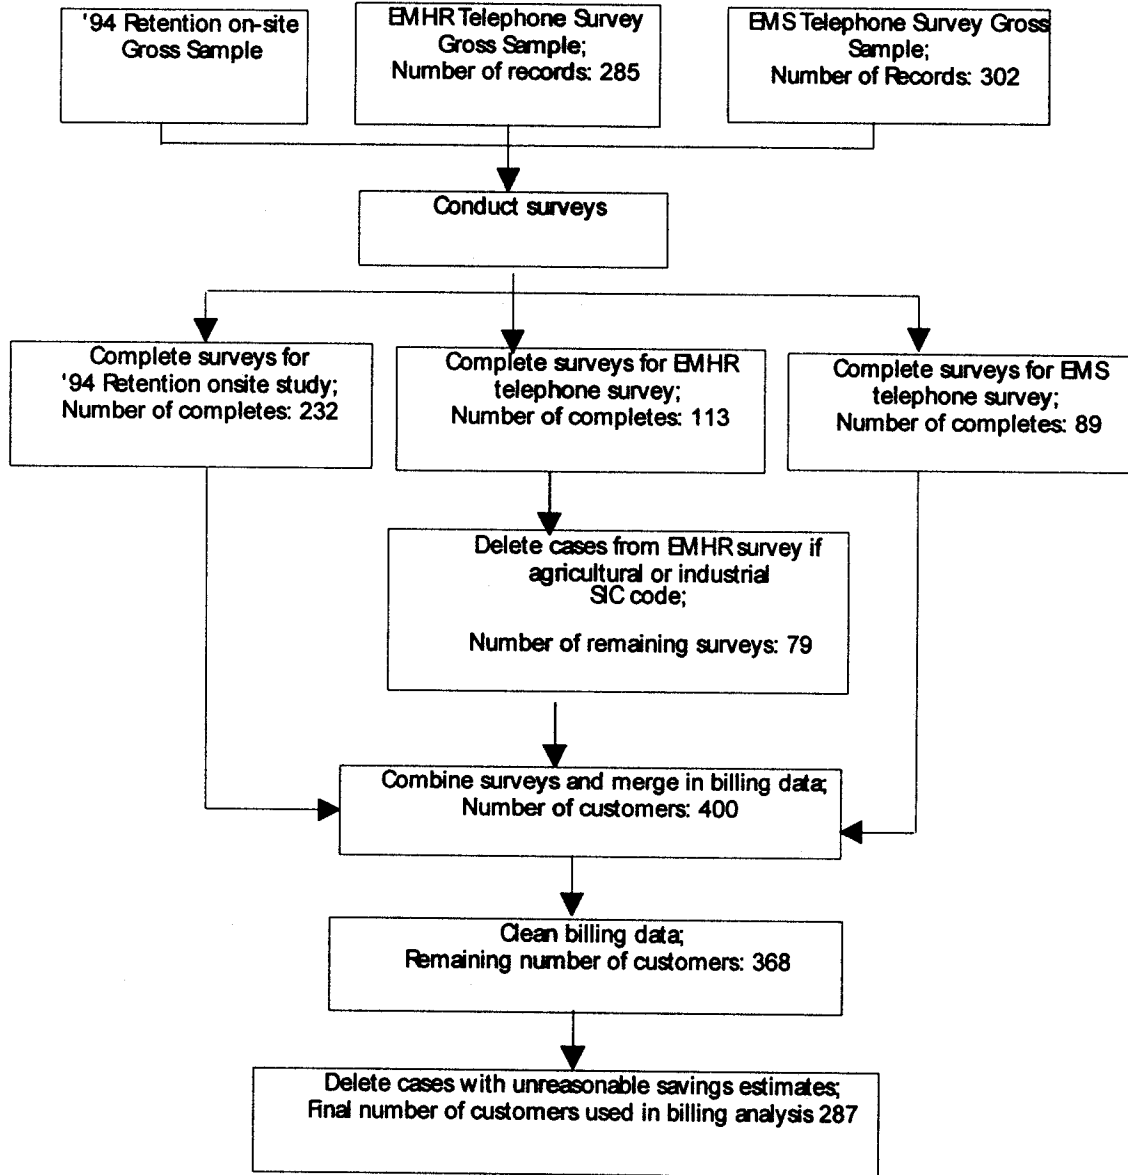 '94 Retention on-site
Gross Sample
EMHR Telephone Survey
Gross Sample;
Number of records: 285
EMS Telephone Survey Gross
Sample;
Number of Records: 302
Conduct surveys
Complete surveys for
'94 Retention onsite study;
Number of completes: 232
Complete surveys for EMHR
telephone survey;
Number of completes: 113
Complete surveys for EMS
telephone survey;
Number of completes: 89
Delete cases from EMHR survey if
agricultural or industrial
SIC code;
Number of remaining surveys: 79
Combine surveys and merge in billing data;
Number of customers: 400
Clean billing data;
Remaining number of customers: 368
Delete cases with unreasonable savings estimates;
Final number of customers used in billing analysis 287